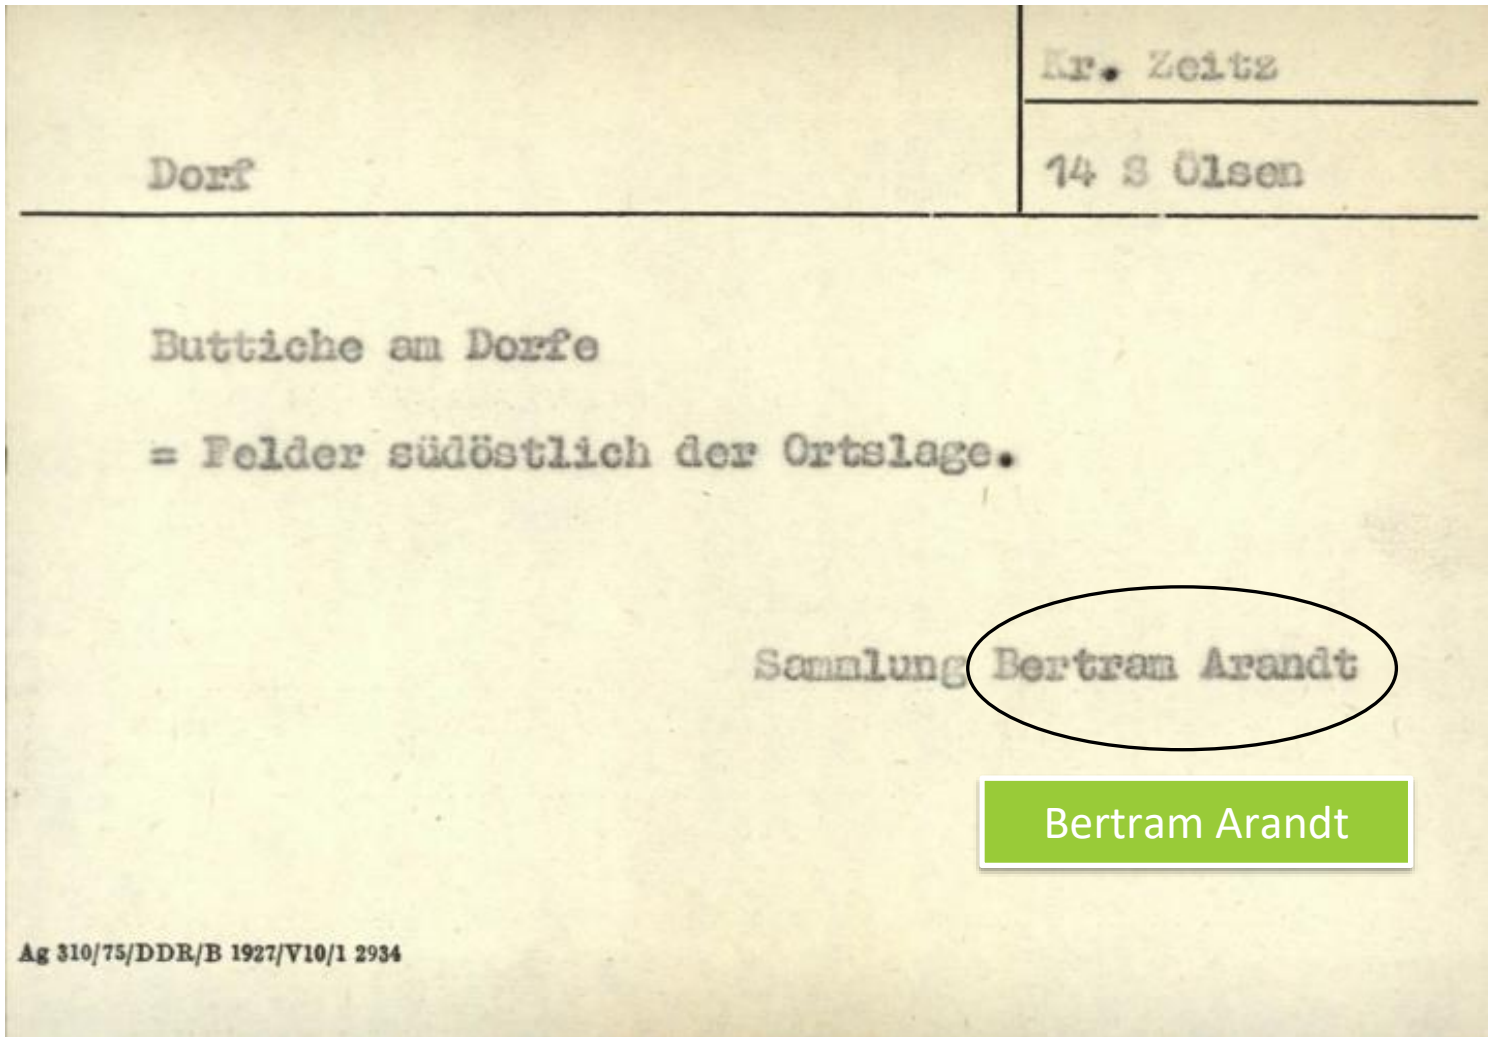 Kr. Zeitz
Dorf
14 S Ölsen
Buttiche am Dorfe
= Felder südöstlich der Ortslage.
Sammlung Bertram Arandt
Bertram Arandt
Ag 310/75/DDR/B 1927/V10/1 2934